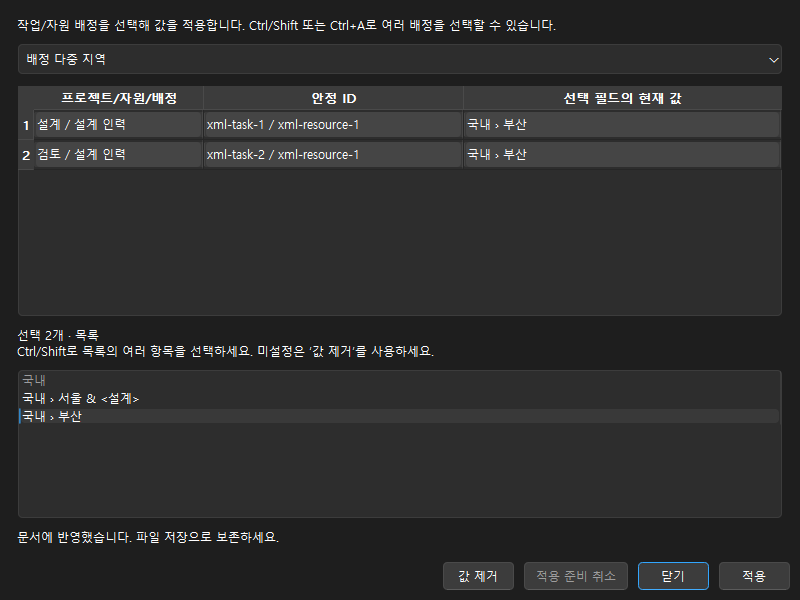 작업/자원 배정을 선택해 값을 적용합니다. Ctrl/Shift 또는 Ctrl+A로 여러 배정을 선택할 수 있습니다.
배정 다중 지역
프로젝트/자원/배정 안정 ID 선택 필드의 현재 값
1 설계 / 설계 인력 xml-task-1 / xml-resource-1 국내 › 부산
2 검토 / 설계 인력 xml-task-2 / xml-resource-1 국내 › 부산
선택 2개 · 목록
Ctrl/Shift로 목록의 여러 항목을 선택하세요. 미설정은 ‘값 제거’를 사용하세요.
국내
국내 › 서울 & <설계>
국내 › 부산
문서에 반영했습니다. 파일 저장으로 보존하세요.
값 제거 적용 준비 취소 닫기 적용